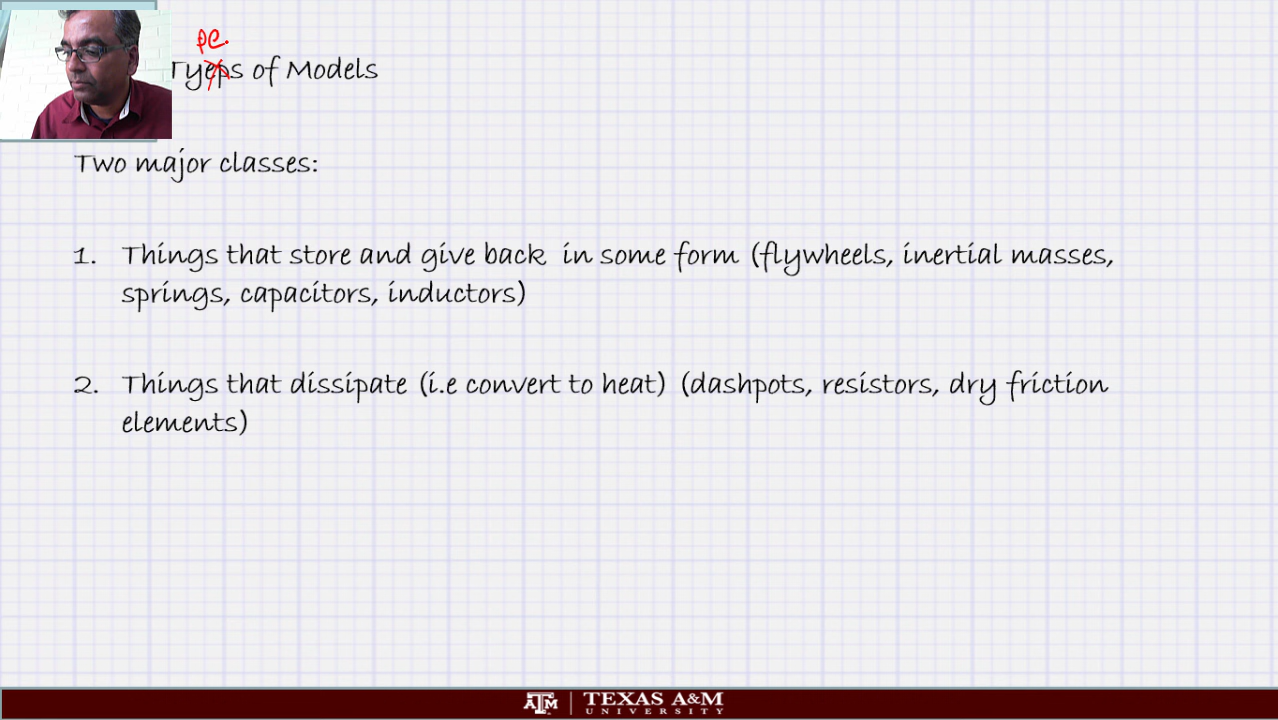 pe.
Tyeps of Models
Two major classes:
1. Things that store and give back in some form (flywheels, inertial masses,
springs, capacitors, inductors)
2. Things that dissipate (i.e convert to heat) (dashpots, resistors, dry friction
elements)
ATM TEXAS A&M
UNIVERSITY